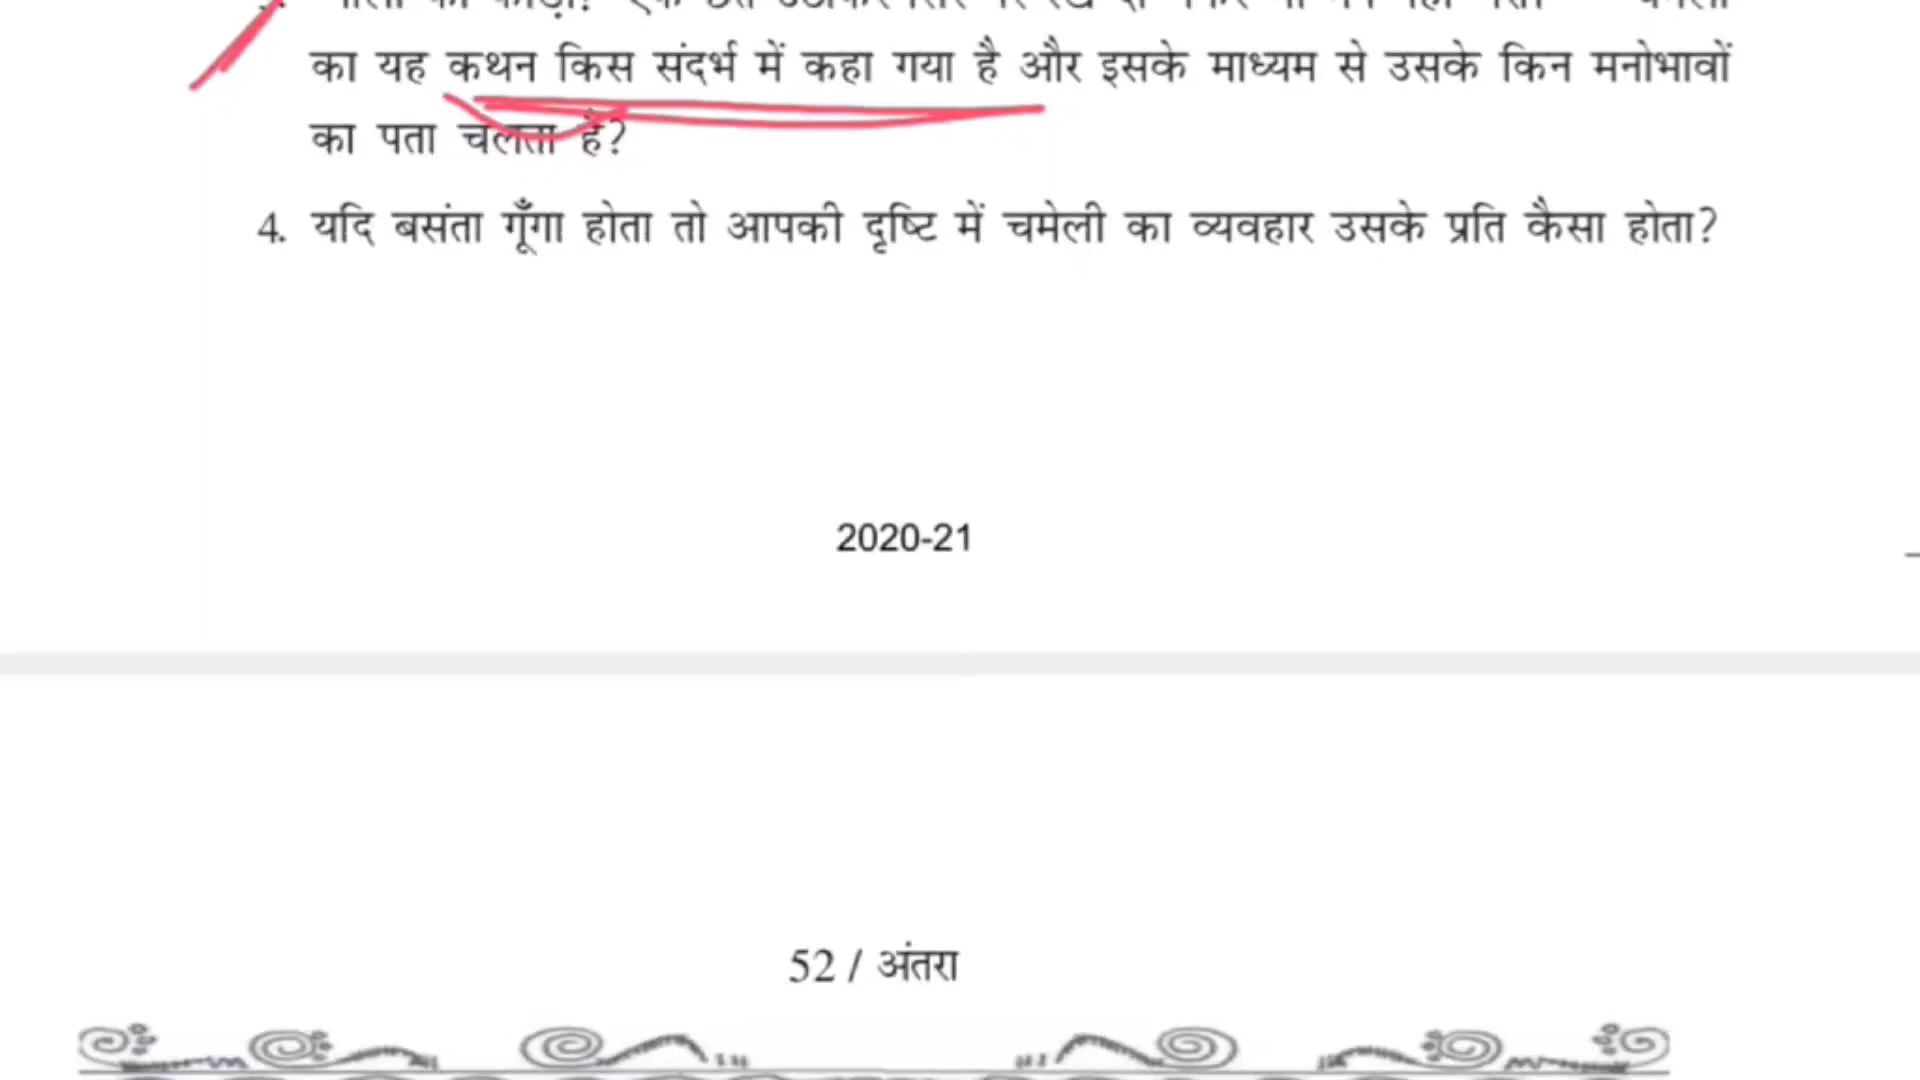 का यह कथन किस संदर्भ में कहा गया है और इसके माध्यम से उसके किन मनोभावों
का पता चलता है?
4. यदि बसंता गूँगा होता तो आपकी दृष्टि में चमेली का व्यवहार उसके प्रति कैसा होता?
2020-21
52 / अंतरा